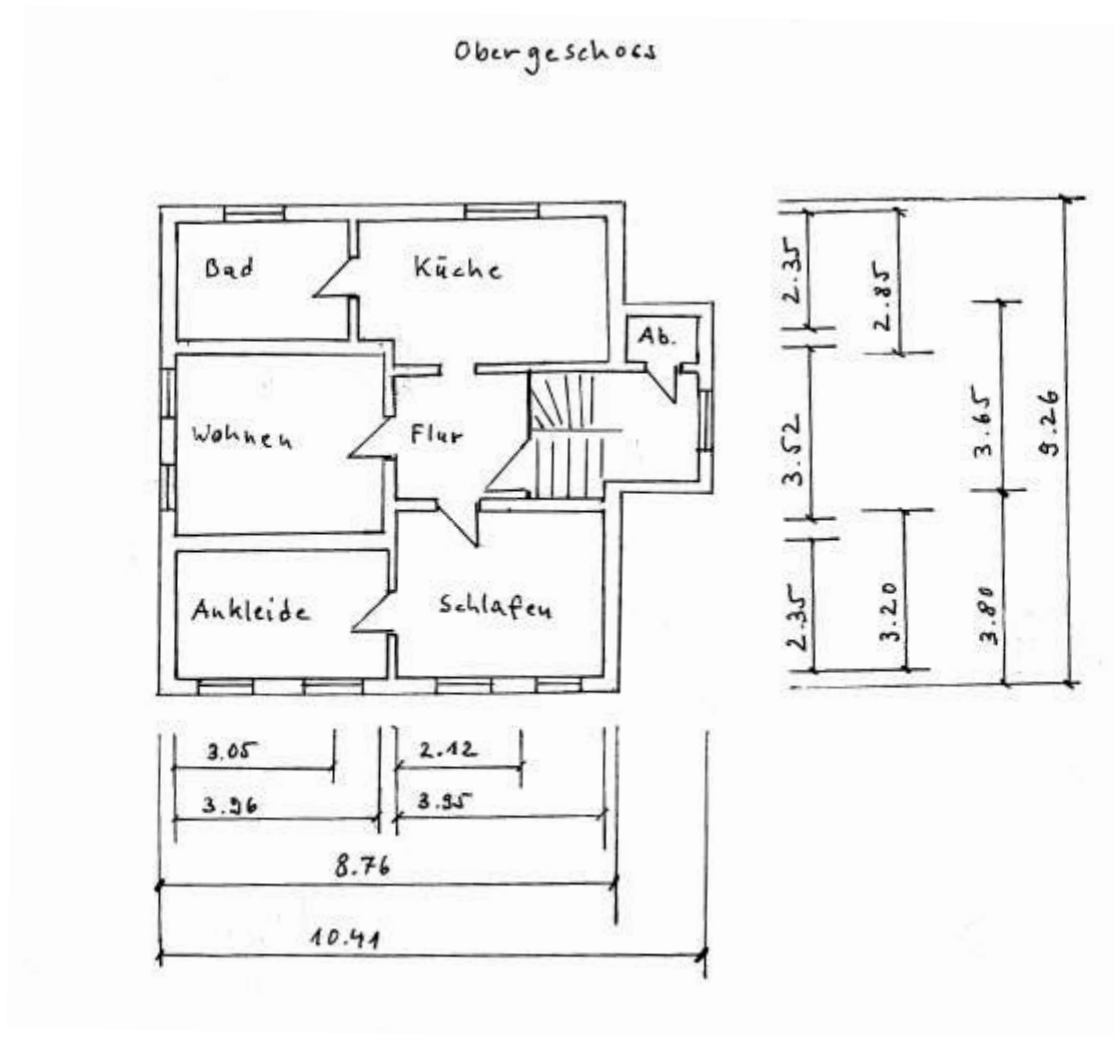 Obergeschoss
Bad
Küche
Ab.
Wohnen
Flur
Ankleide
Schlafen
2.35
2.85
3.52
3.65
9.26
2.35
3.20
3.80
3.05
2.12
3.96
3.95
8.76
10.41